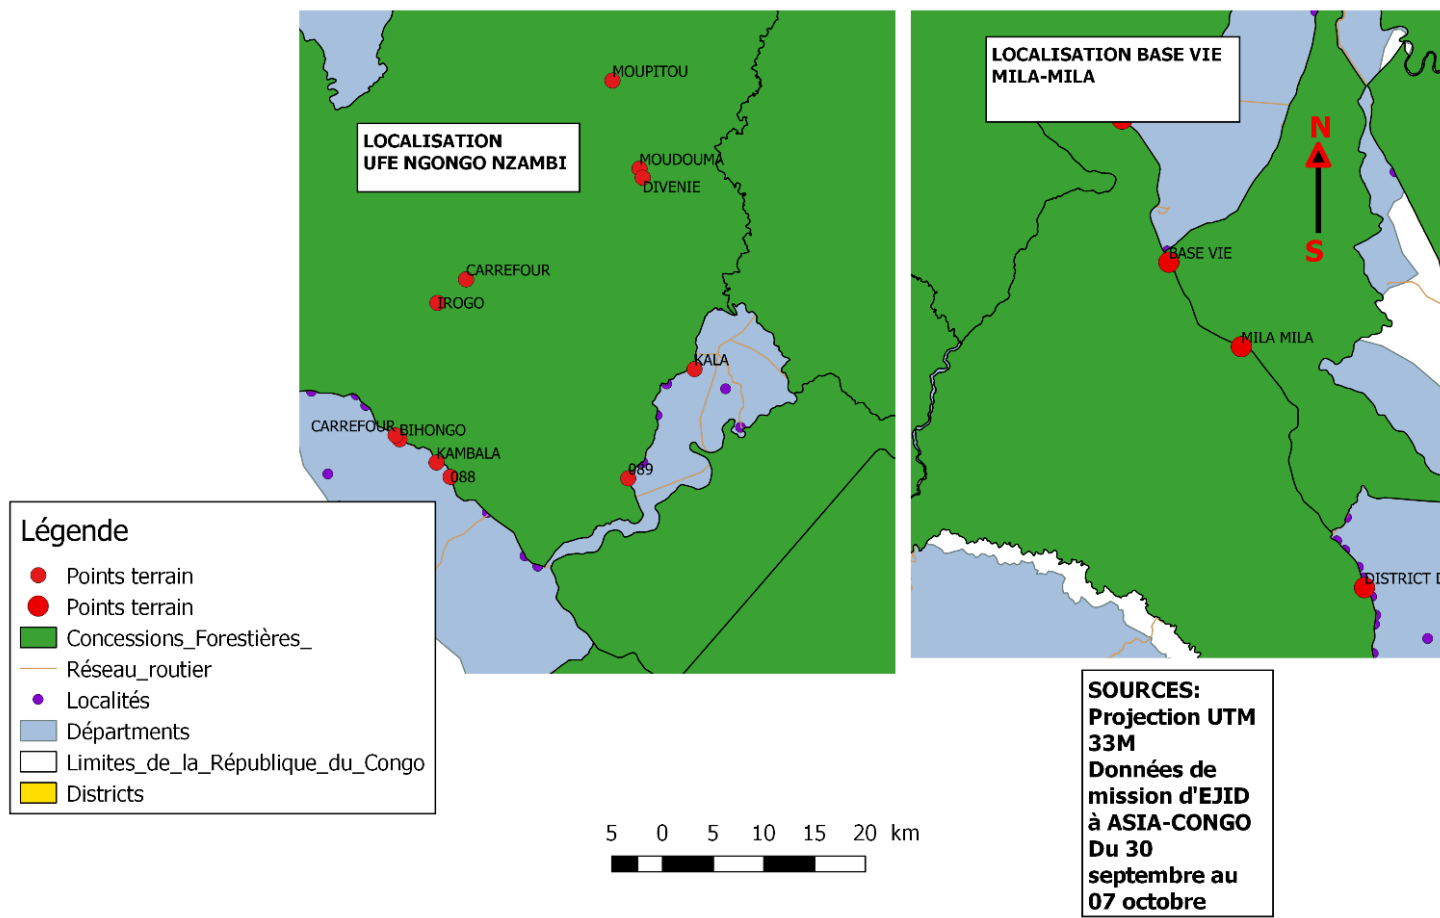 MOUPITOU
LOCALISATION
UFE NGONGO NZAMBI
MOUDOUMA
DIVENIE
CARREFOUR
IROGO
KALA
CARREFOUR
BIHONGO
KAMBALA
088
089
LOCALISATION BASE VIE
MILA-MILA
N
S
BASE VIE
MILA MILA
DISTRICT D
Légende
Points terrain
Points terrain
Concessions_Forestières_
Réseau_routier
Localités
Départments
Limites_de_la_République_du_Congo
Districts
5 0 5 10 15 20 km
SOURCES:
Projection UTM
33M
Données de
mission d'EJID
à ASIA-CONGO
Du 30
septembre au
07 octobre